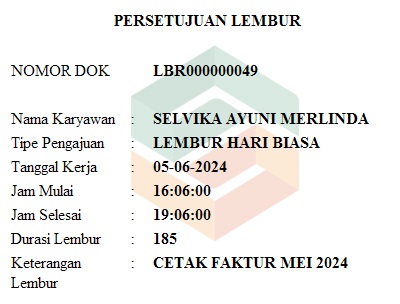 PERSETUJUAN LEMBUR
NOMOR DOK LBR000000049
Nama Karyawan : SELVIKA AYUNI MERLINDA
Tipe Pengajuan : LEMBUR HARI BIASA
Tanggal Kerja : 05-06-2024
Jam Mulai : 16:06:00
Jam Selesai : 19:06:00
Durasi Lembur : 185
Keterangan : CETAK FAKTUR MEI 2024
Lembur